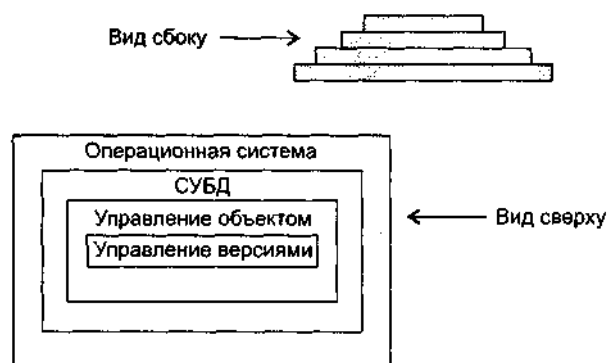 Вид сбоку
Операционная система
СУБД
Управление объектом
Управление версиями
Вид сверху